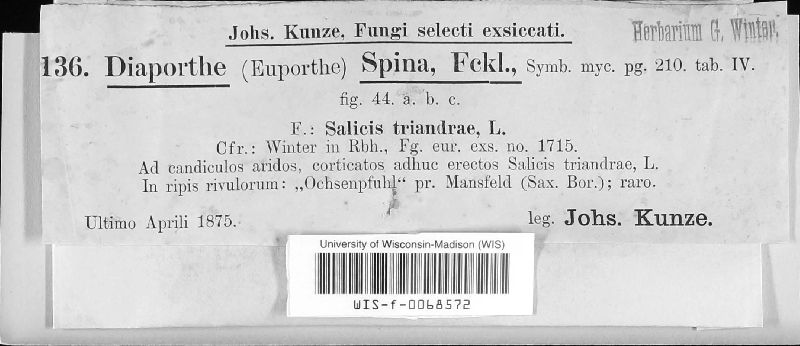 Johs. Kunze, Fungi selecti exsiccati.
Herbarium G. Winter.
136. Diaporthe (Euporthe) Spina, Fckl., Symb. myc. pg. 210. tab. IV.
fig. 44. a. b. c.
F.: Salicis triandrae, L.
Cfr.: Winter in Rbh., Fg. eur. exs. no. 1715.
Ad candiculos aridos, corticatos adhuc erectos Salicis triandrae, L.
In ripis rivulorum: „Ochsenpfuhl“ pr. Mansfeld (Sax. Bor.); raro.
Ultimo Aprili 1875. leg. Johs. Kunze.
University of Wisconsin-Madison (WIS)
WIS-f-0068572